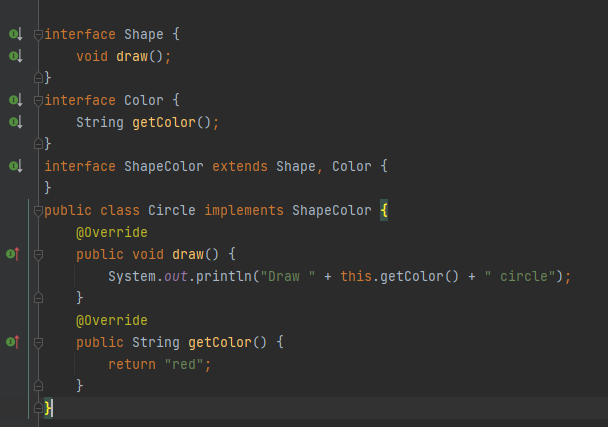 interface Shape {
    void draw();
}
interface Color {
    String getColor();
}
interface ShapeColor extends Shape, Color {
}
public class Circle implements ShapeColor {
    @Override
    public void draw() {
        System.out.println("Draw " + this.getColor() + " circle");
    }
    @Override
    public String getColor() {
        return "red";
    }
}